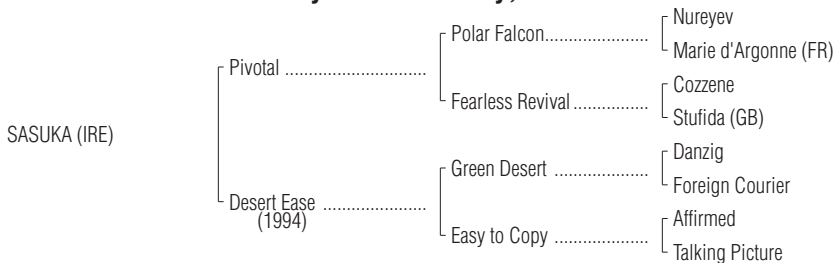 Nureyev
Polar Falcon.....................
Marie d'Argonne (FR)
Pivotal ..............................
Cozzene
Fearless Revival ................
Stufida (GB)
SASUKA (IRE)
Danzig
Green Desert ....................
Foreign Courier
Desert Ease ......................
(1994)
Affirmed
Easy to Copy ....................
Talking Picture